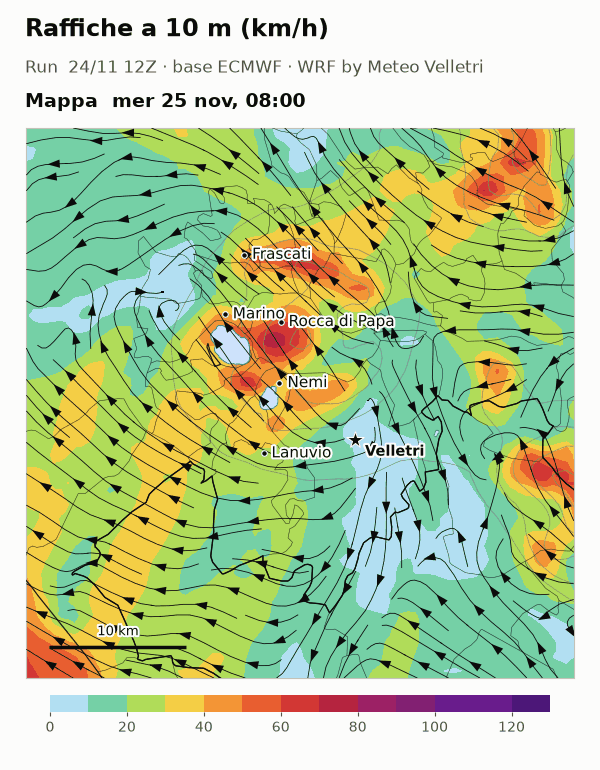 Raffiche a 10 m (km/h)
Run 24/11 12Z · base ECMWF · WRF by Meteo Velletri
Mappa mer 25 nov, 08:00
Frascati
Marino
Rocca di Papa
Nemi
Velletri
Lanuvio
10 km
0 20 40 60 80 100 120